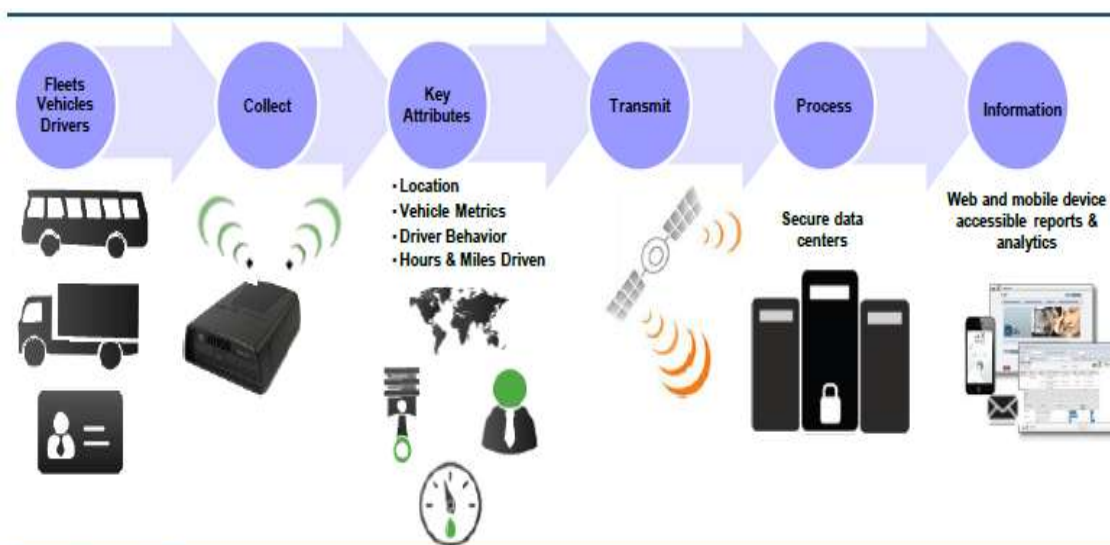 Fleets
Vehicles
Drivers
Collect
Key
Attributes
Transmit
Process
Information
• Location
• Vehicle Metrics
• Driver Behavior
• Hours & Miles Driven
Secure data
centers
Web and mobile device
accessible reports &
analytics